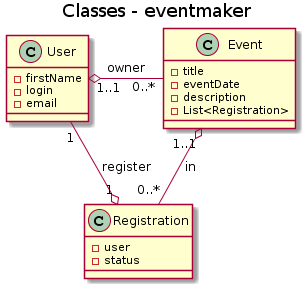 Classes - eventmaker
C User
firstName
login
email
C Event
title
eventDate
description
List<Registration>
owner
1..1 0..*
1
register
1
1..1
in
0..*
C Registration
user
status